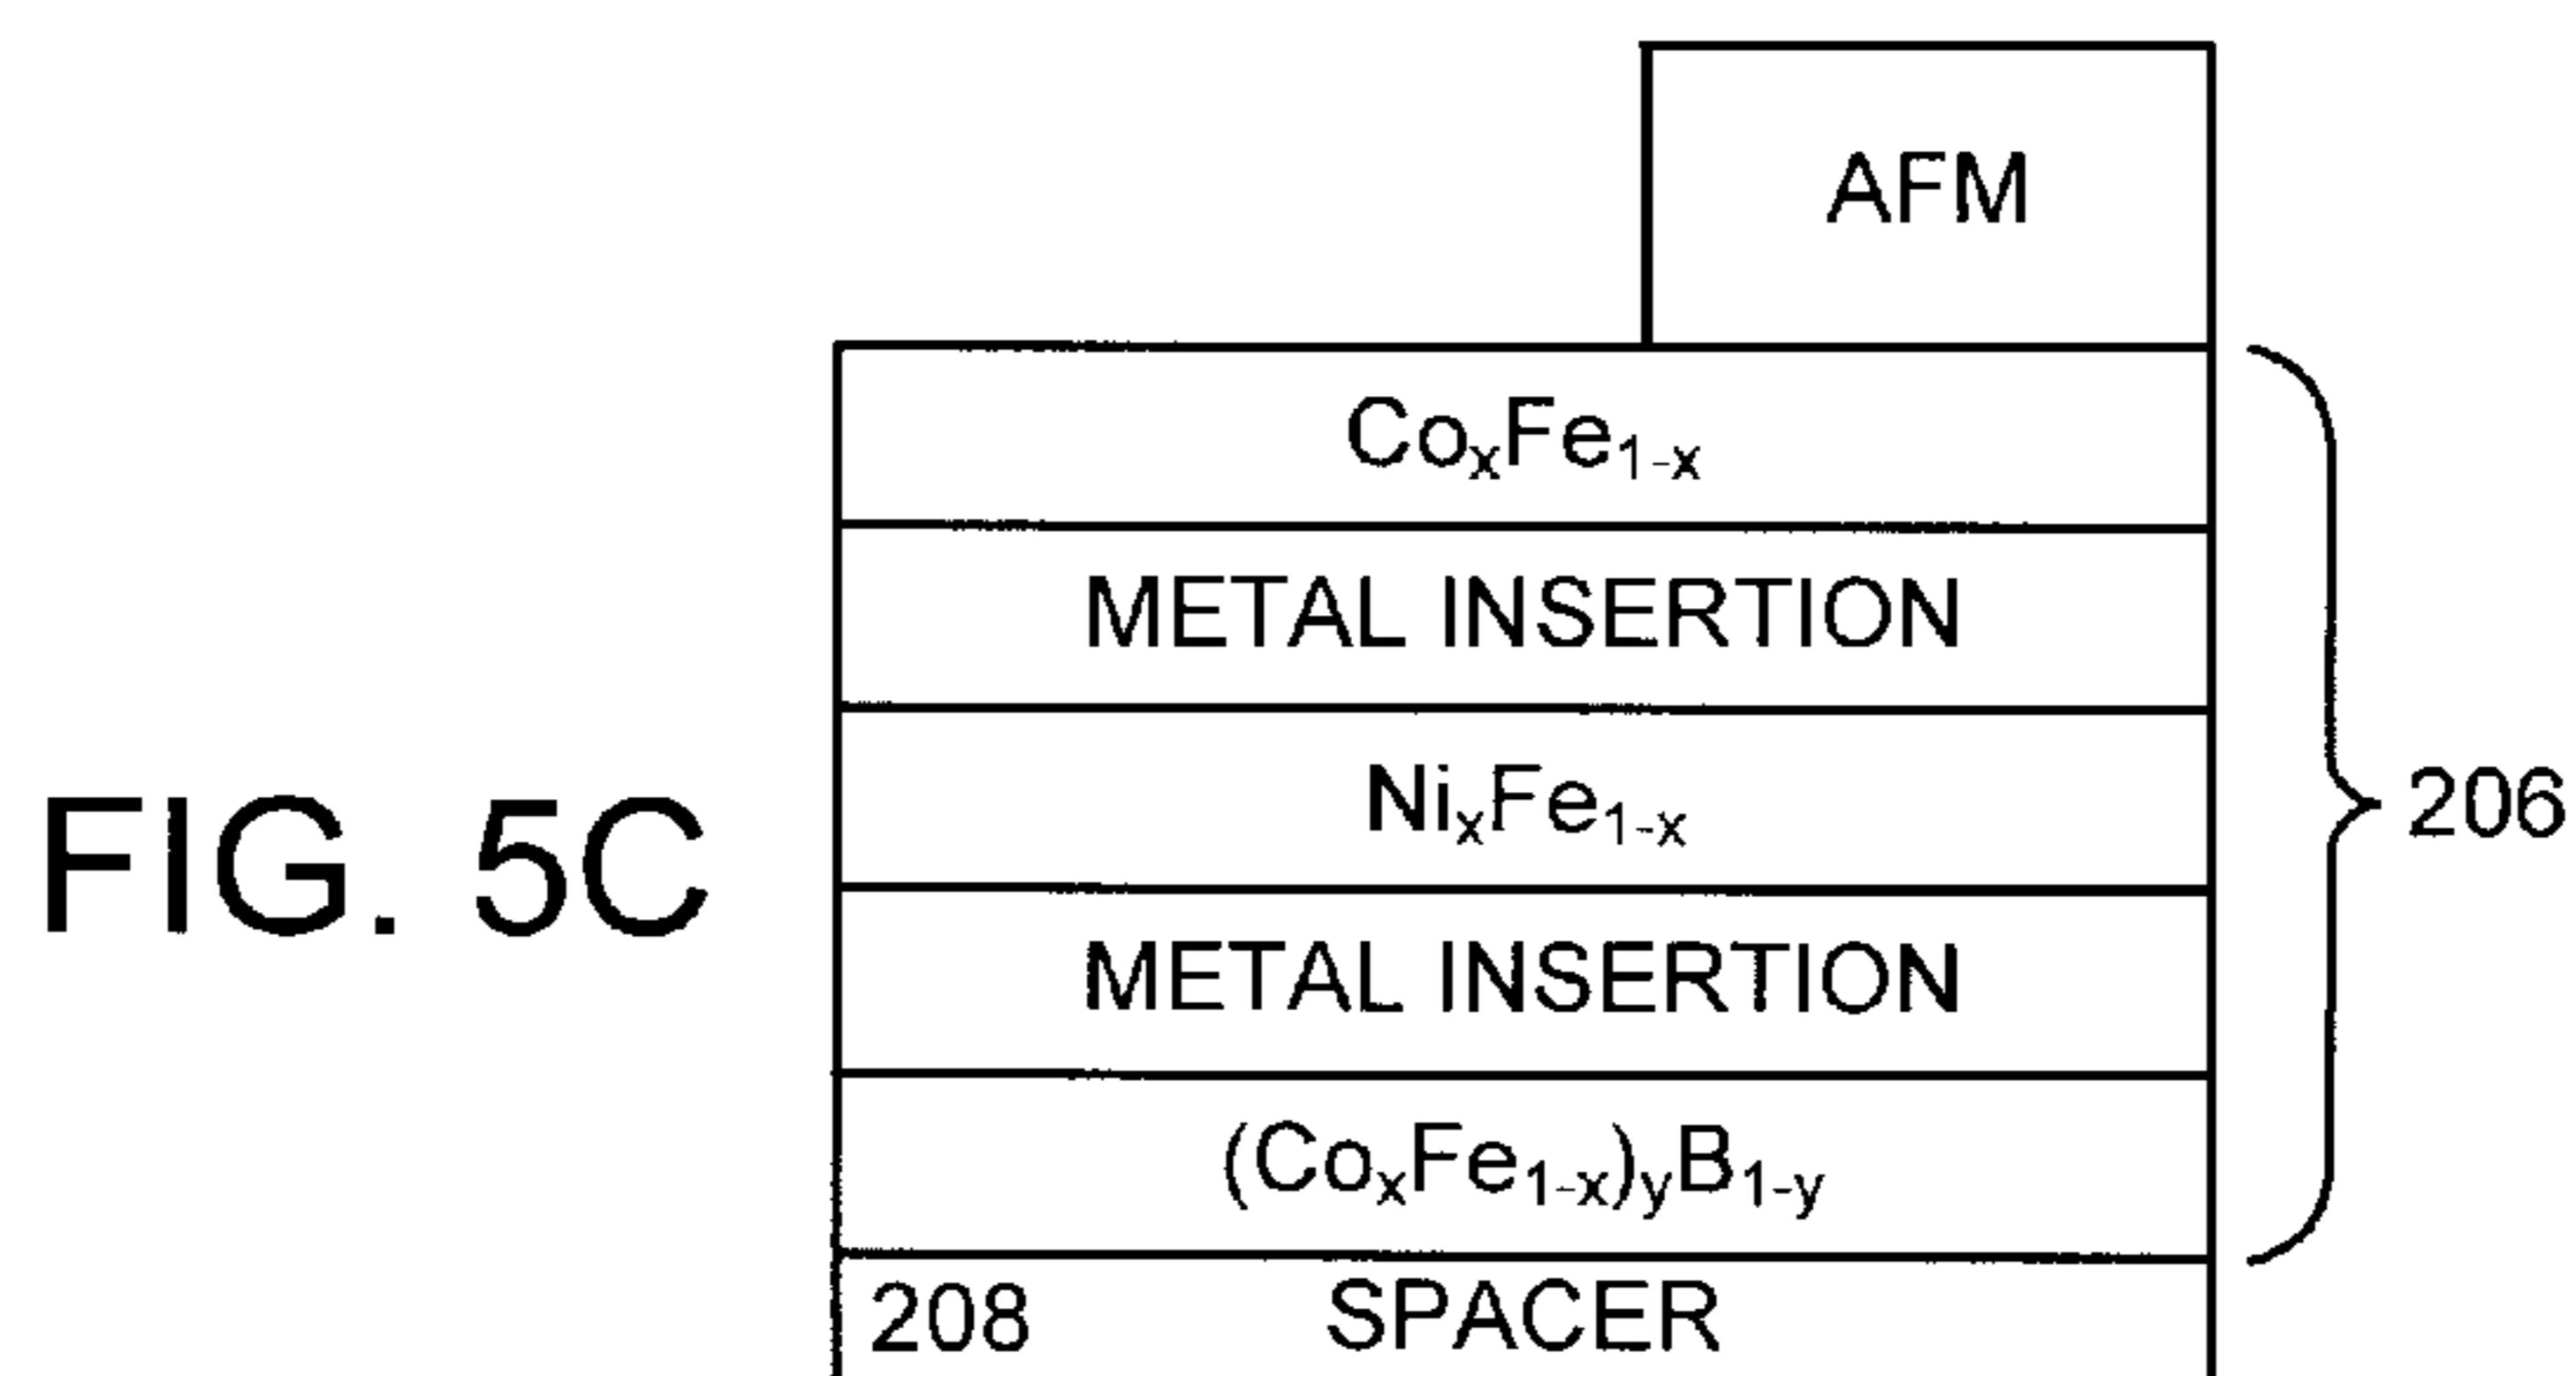 AFM
CoₓFe₁₋ₓ
METAL INSERTION
NiₓFe₁₋ₓ
206
FIG. 5C
METAL INSERTION
(CoₓFe₁₋ₓ)yB₁₋y
208 SPACER